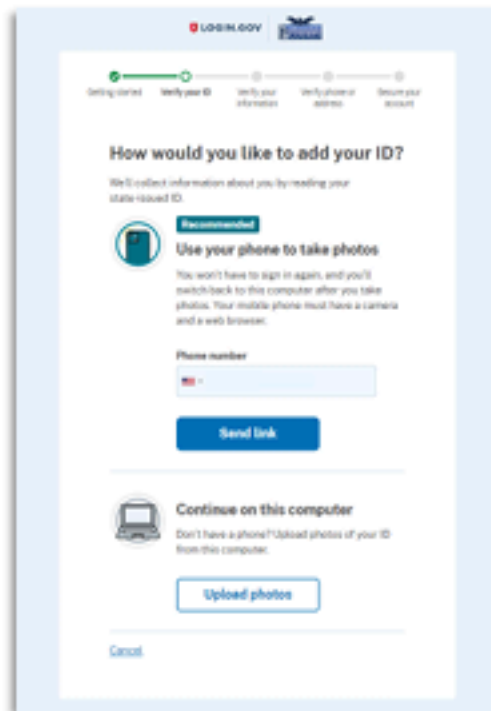 LOGIN.GOV
Getting started
Verify your ID
Verify your
information
Verify phone or
address
Secure your
account
How would you like to add your ID?
We'll collect information about you by reading your
state-issued ID.
Recommended
Use your phone to take photos
You won't have to sign in again, and you'll
switch back to this computer after you take
photos. Your mobile phone must have a camera
and a web browser.
Phone number
Send link
Continue on this computer
Don't have a phone? Upload photos of your ID
from this computer.
Upload photos
Cancel